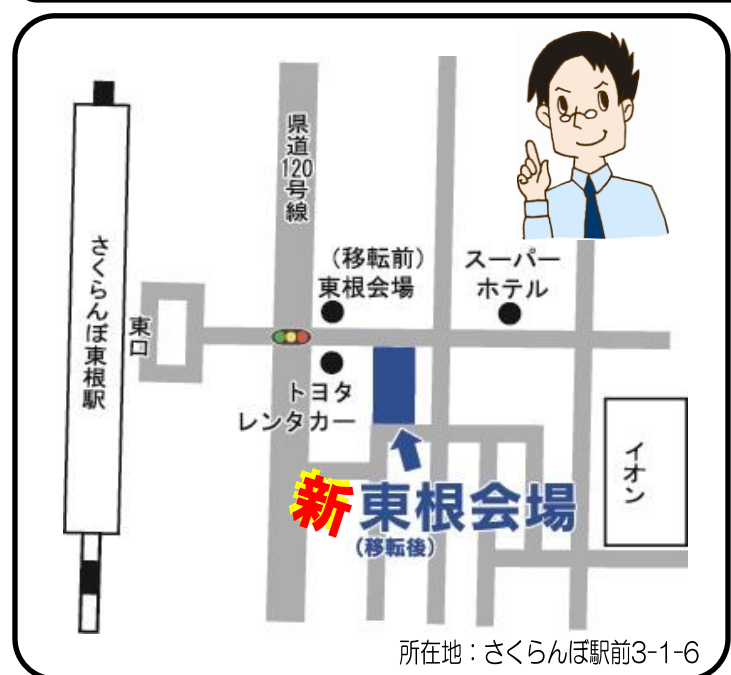 県道120号線
さくらんぼ東根駅
東口
（移転前）
東根会場
スーパー
ホテル
トヨタ
レンタカー
イオン
新東根会場
（移転後）
所在地：さくらんぼ駅前3-1-6